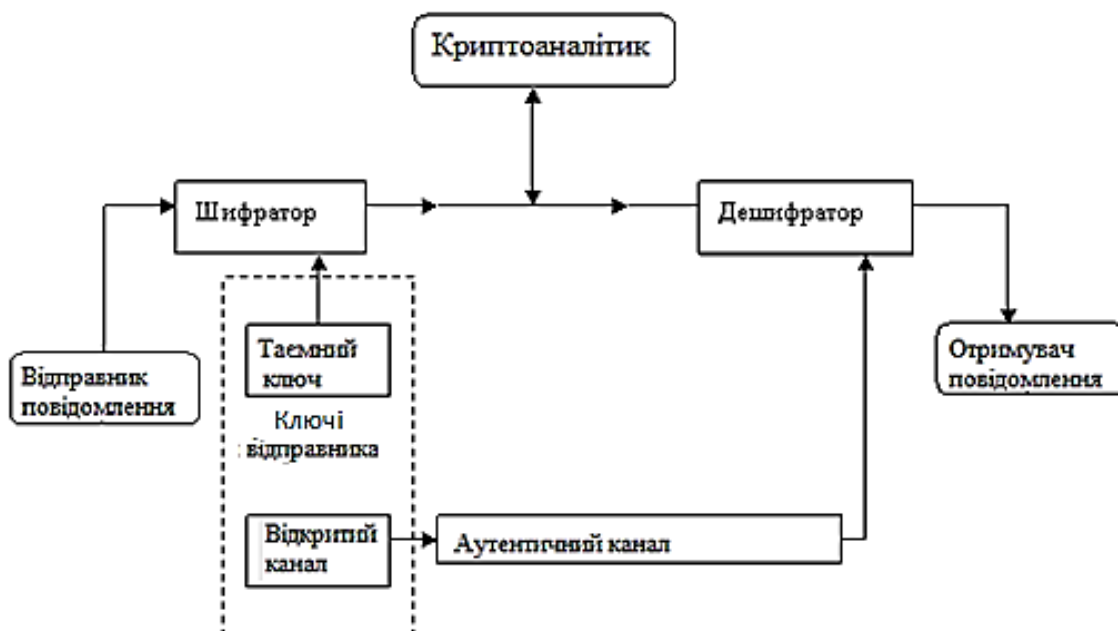 Криптоаналітик
Шифратор
Дешифратор
Таємний
ключ
Відправник
повідомлення
Отримувач
повідомлення
Ключі
відправника
Відкритий
канал
Аутентичний канал